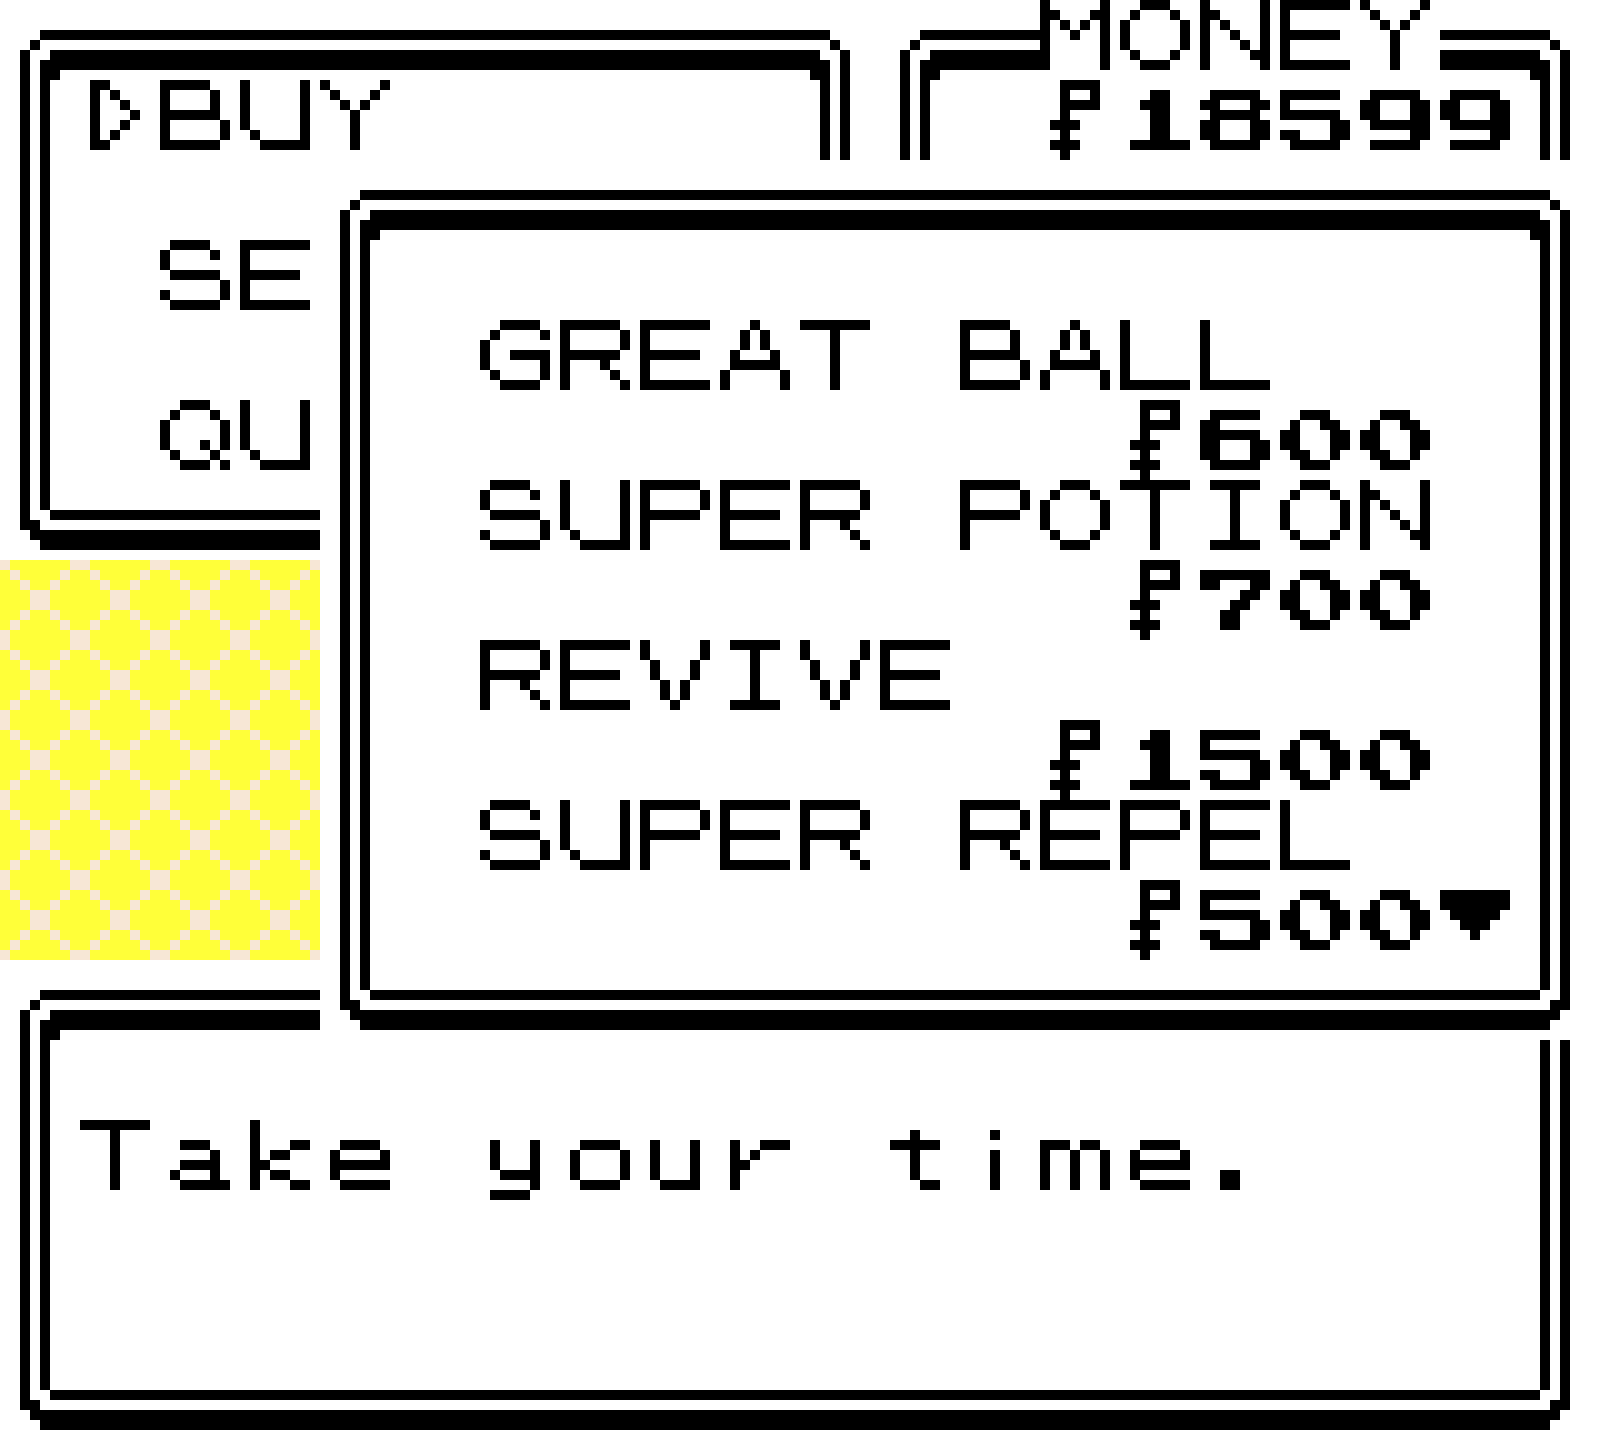 MONEY
▷BUY
₽18599
SE
GREAT BALL
QU
₽600
SUPER POTION
₽700
REVIVE
₽1500
SUPER REPEL
₽500▼
Take your time.